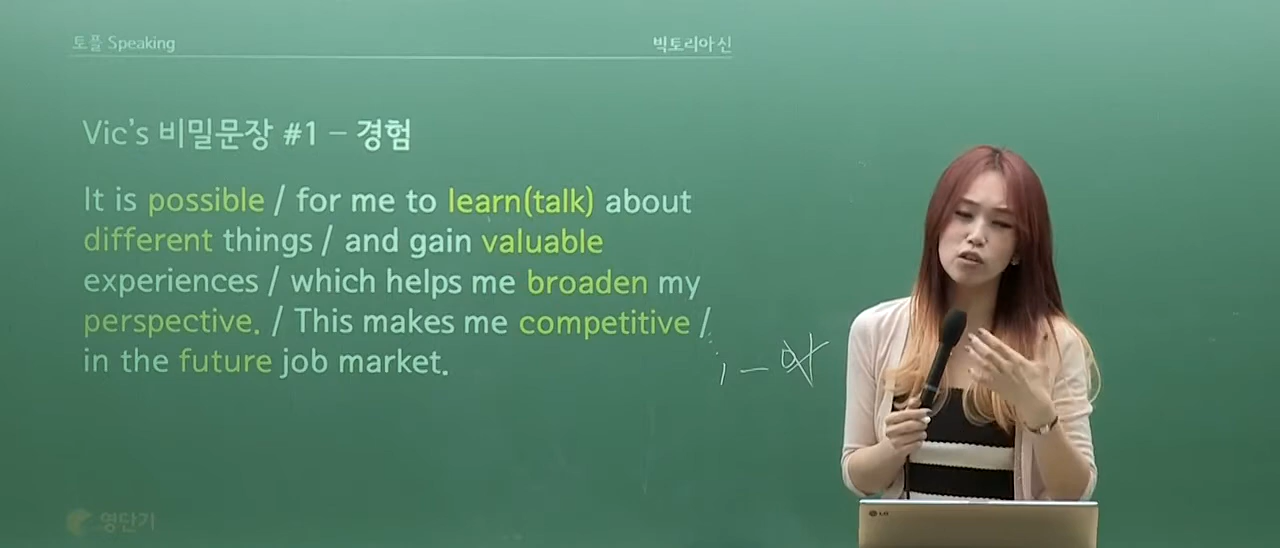 토플 Speaking
빅토리아 신
Vic's 비밀문장 #1 – 경험
It is possible / for me to learn(talk) about
different things / and gain valuable
experiences / which helps me broaden my
perspective. / This makes me competitive /
in the future job market.
영단기
LG